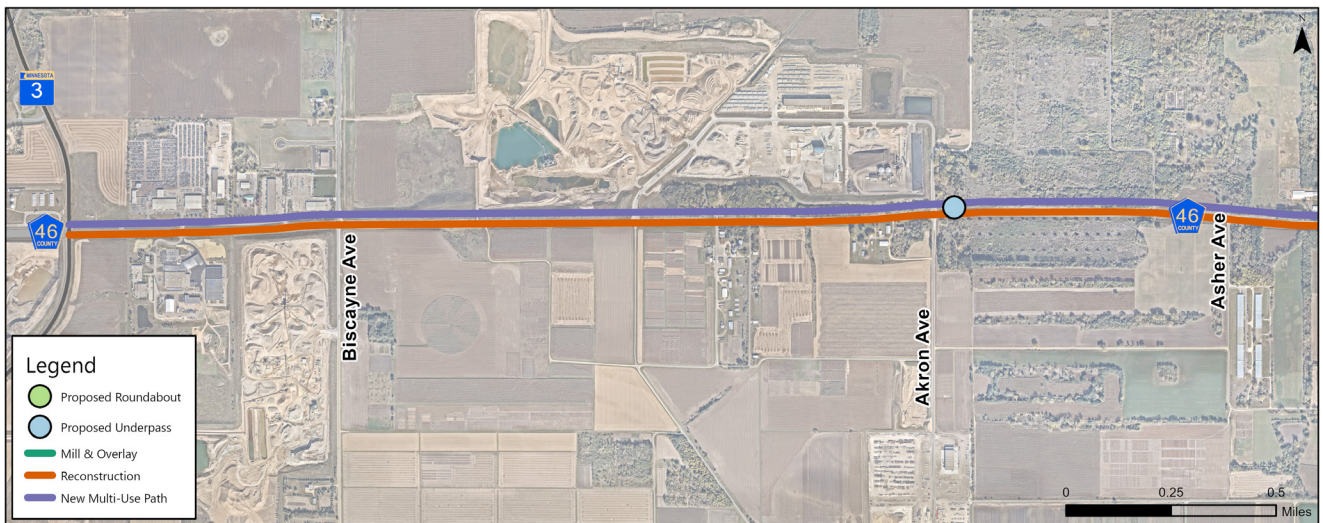 N
MINNESOTA
3
46
COUNTY
46
COUNTY
Biscayne Ave
Akron Ave
Asher Ave
Legend
Proposed Roundabout
Proposed Underpass
Mill & Overlay
Reconstruction
New Multi-Use Path
0 0.25 0.5
Miles